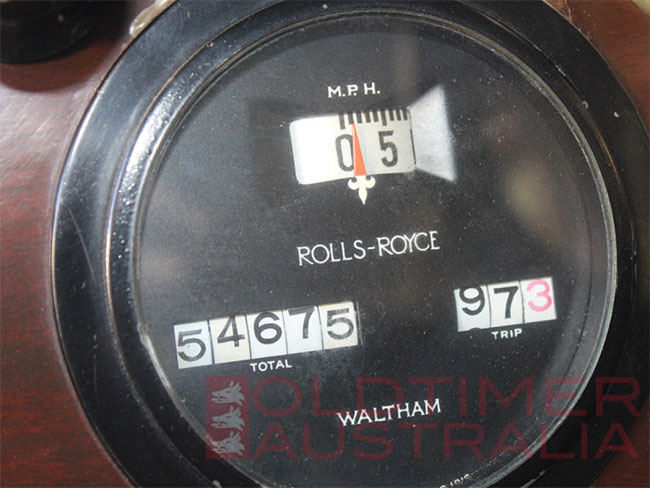 M.P.H.
0 5
ROLLS-ROYCE
54675 973
TOTAL TRIP
WALTHAM
OLDTIMER
AUSTRALIA